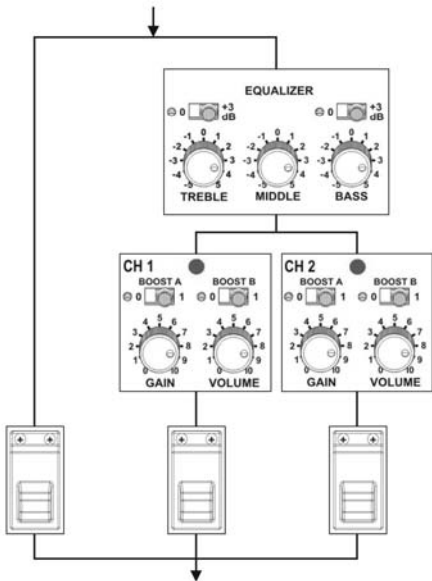 EQUALIZER
0 +3 dB
0 +3 dB
-5 -4 -3 -2 -1 0 1 2 3 4 5
-5 -4 -3 -2 -1 0 1 2 3 4 5
-5 -4 -3 -2 -1 0 1 2 3 4 5
TREBLE MIDDLE BASS
CH 1
BOOST A BOOST B
0 1 0 1
0 1 2 3 4 5 6 7 8 9 10
0 1 2 3 4 5 6 7 8 9 10
GAIN VOLUME
CH 2
BOOST A BOOST B
0 1 0 1
0 1 2 3 4 5 6 7 8 9 10
0 1 2 3 4 5 6 7 8 9 10
GAIN VOLUME